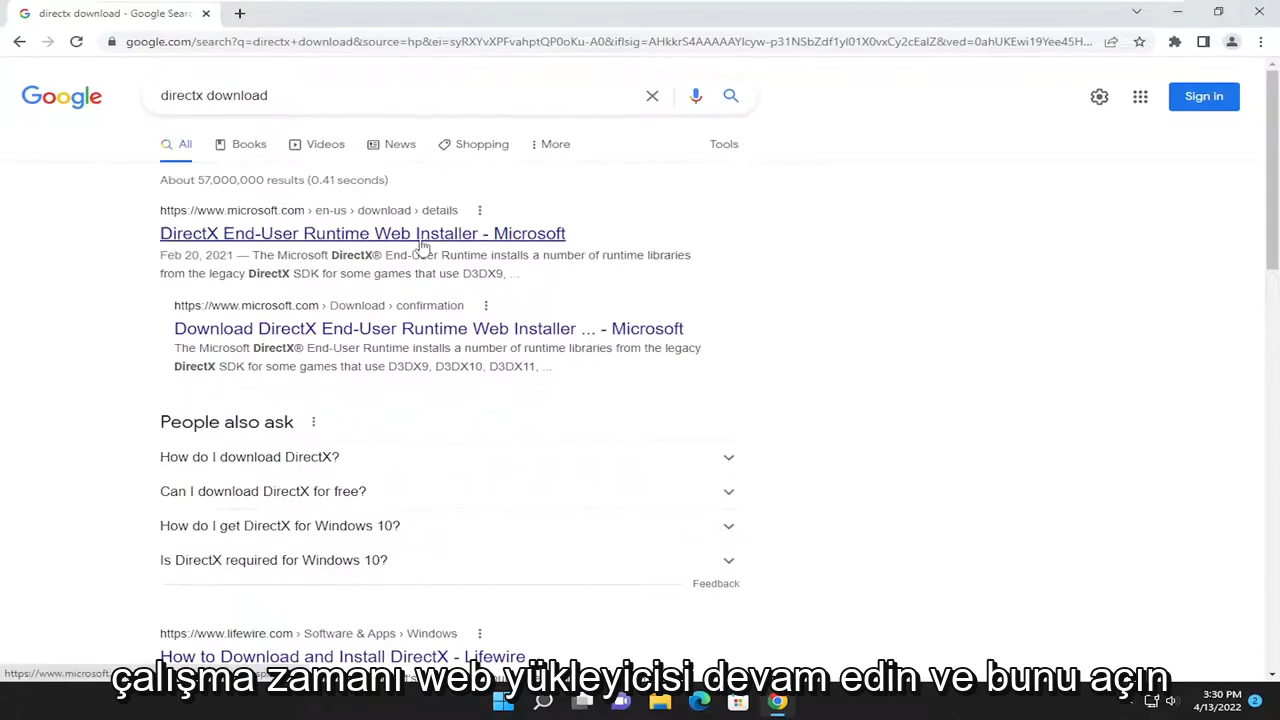 directx download - Google Sear
google.com/search?q=directx+download&source=hp&ei=syRXYvXPFvahptQP0oKu-A0&iflsig=AHkkrS4AAAAAYlcyw-p31NSbZdf1yl01X0vxCy2cEaIZ&ved=0ahUKEwi19Yee45H...
Google
directx download
Sign in
All Books Videos News Shopping More Tools
About 57,000,000 results (0.41 seconds)
https://www.microsoft.com › en-us › download › details
DirectX End-User Runtime Web Installer - Microsoft
Feb 20, 2021 — The Microsoft DirectX® End-User Runtime installs a number of runtime libraries
from the legacy DirectX SDK for some games that use D3DX9, ...
https://www.microsoft.com › Download › confirmation
Download DirectX End-User Runtime Web Installer ... - Microsoft
The Microsoft DirectX® End-User Runtime installs a number of runtime libraries from the legacy
DirectX SDK for some games that use D3DX9, D3DX10, D3DX11, ...
People also ask
How do I download DirectX?
Can I download DirectX for free?
How do I get DirectX for Windows 10?
Is DirectX required for Windows 10?
Feedback
https://www.lifewire.com › Software & Apps › Windows
How to Download and Install DirectX - Lifewire
çalışma zamanı web yükleyicisi devam edin ve bunu açın
3:30 PM
4/13/2022
2